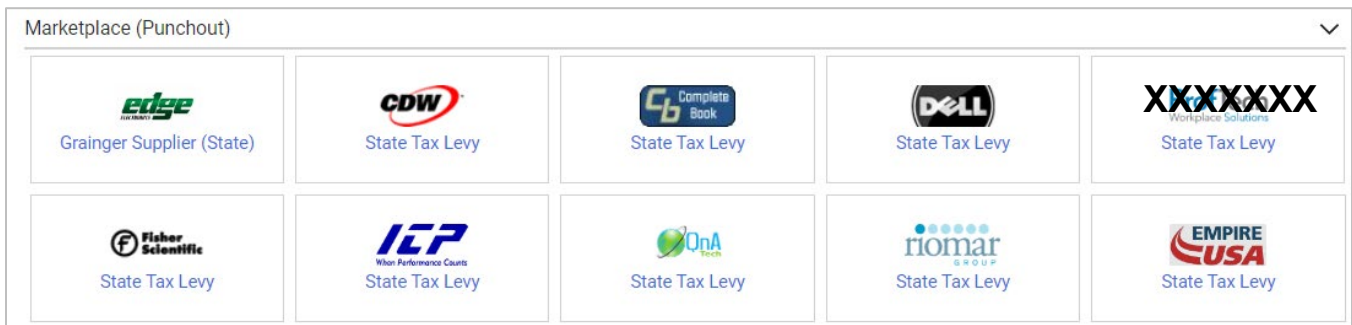 Marketplace (Punchout)
edge
Grainger Supplier (State)
CDW
State Tax Levy
Cb Complete
Book
State Tax Levy
DELL
State Tax Levy
XXXXXXX
Workplace Solutions
State Tax Levy
Fisher
Scientific
State Tax Levy
ICP
When Performance Counts
State Tax Levy
QnA
Tech
State Tax Levy
riomar
GROUP
State Tax Levy
EMPIRE
USA
State Tax Levy